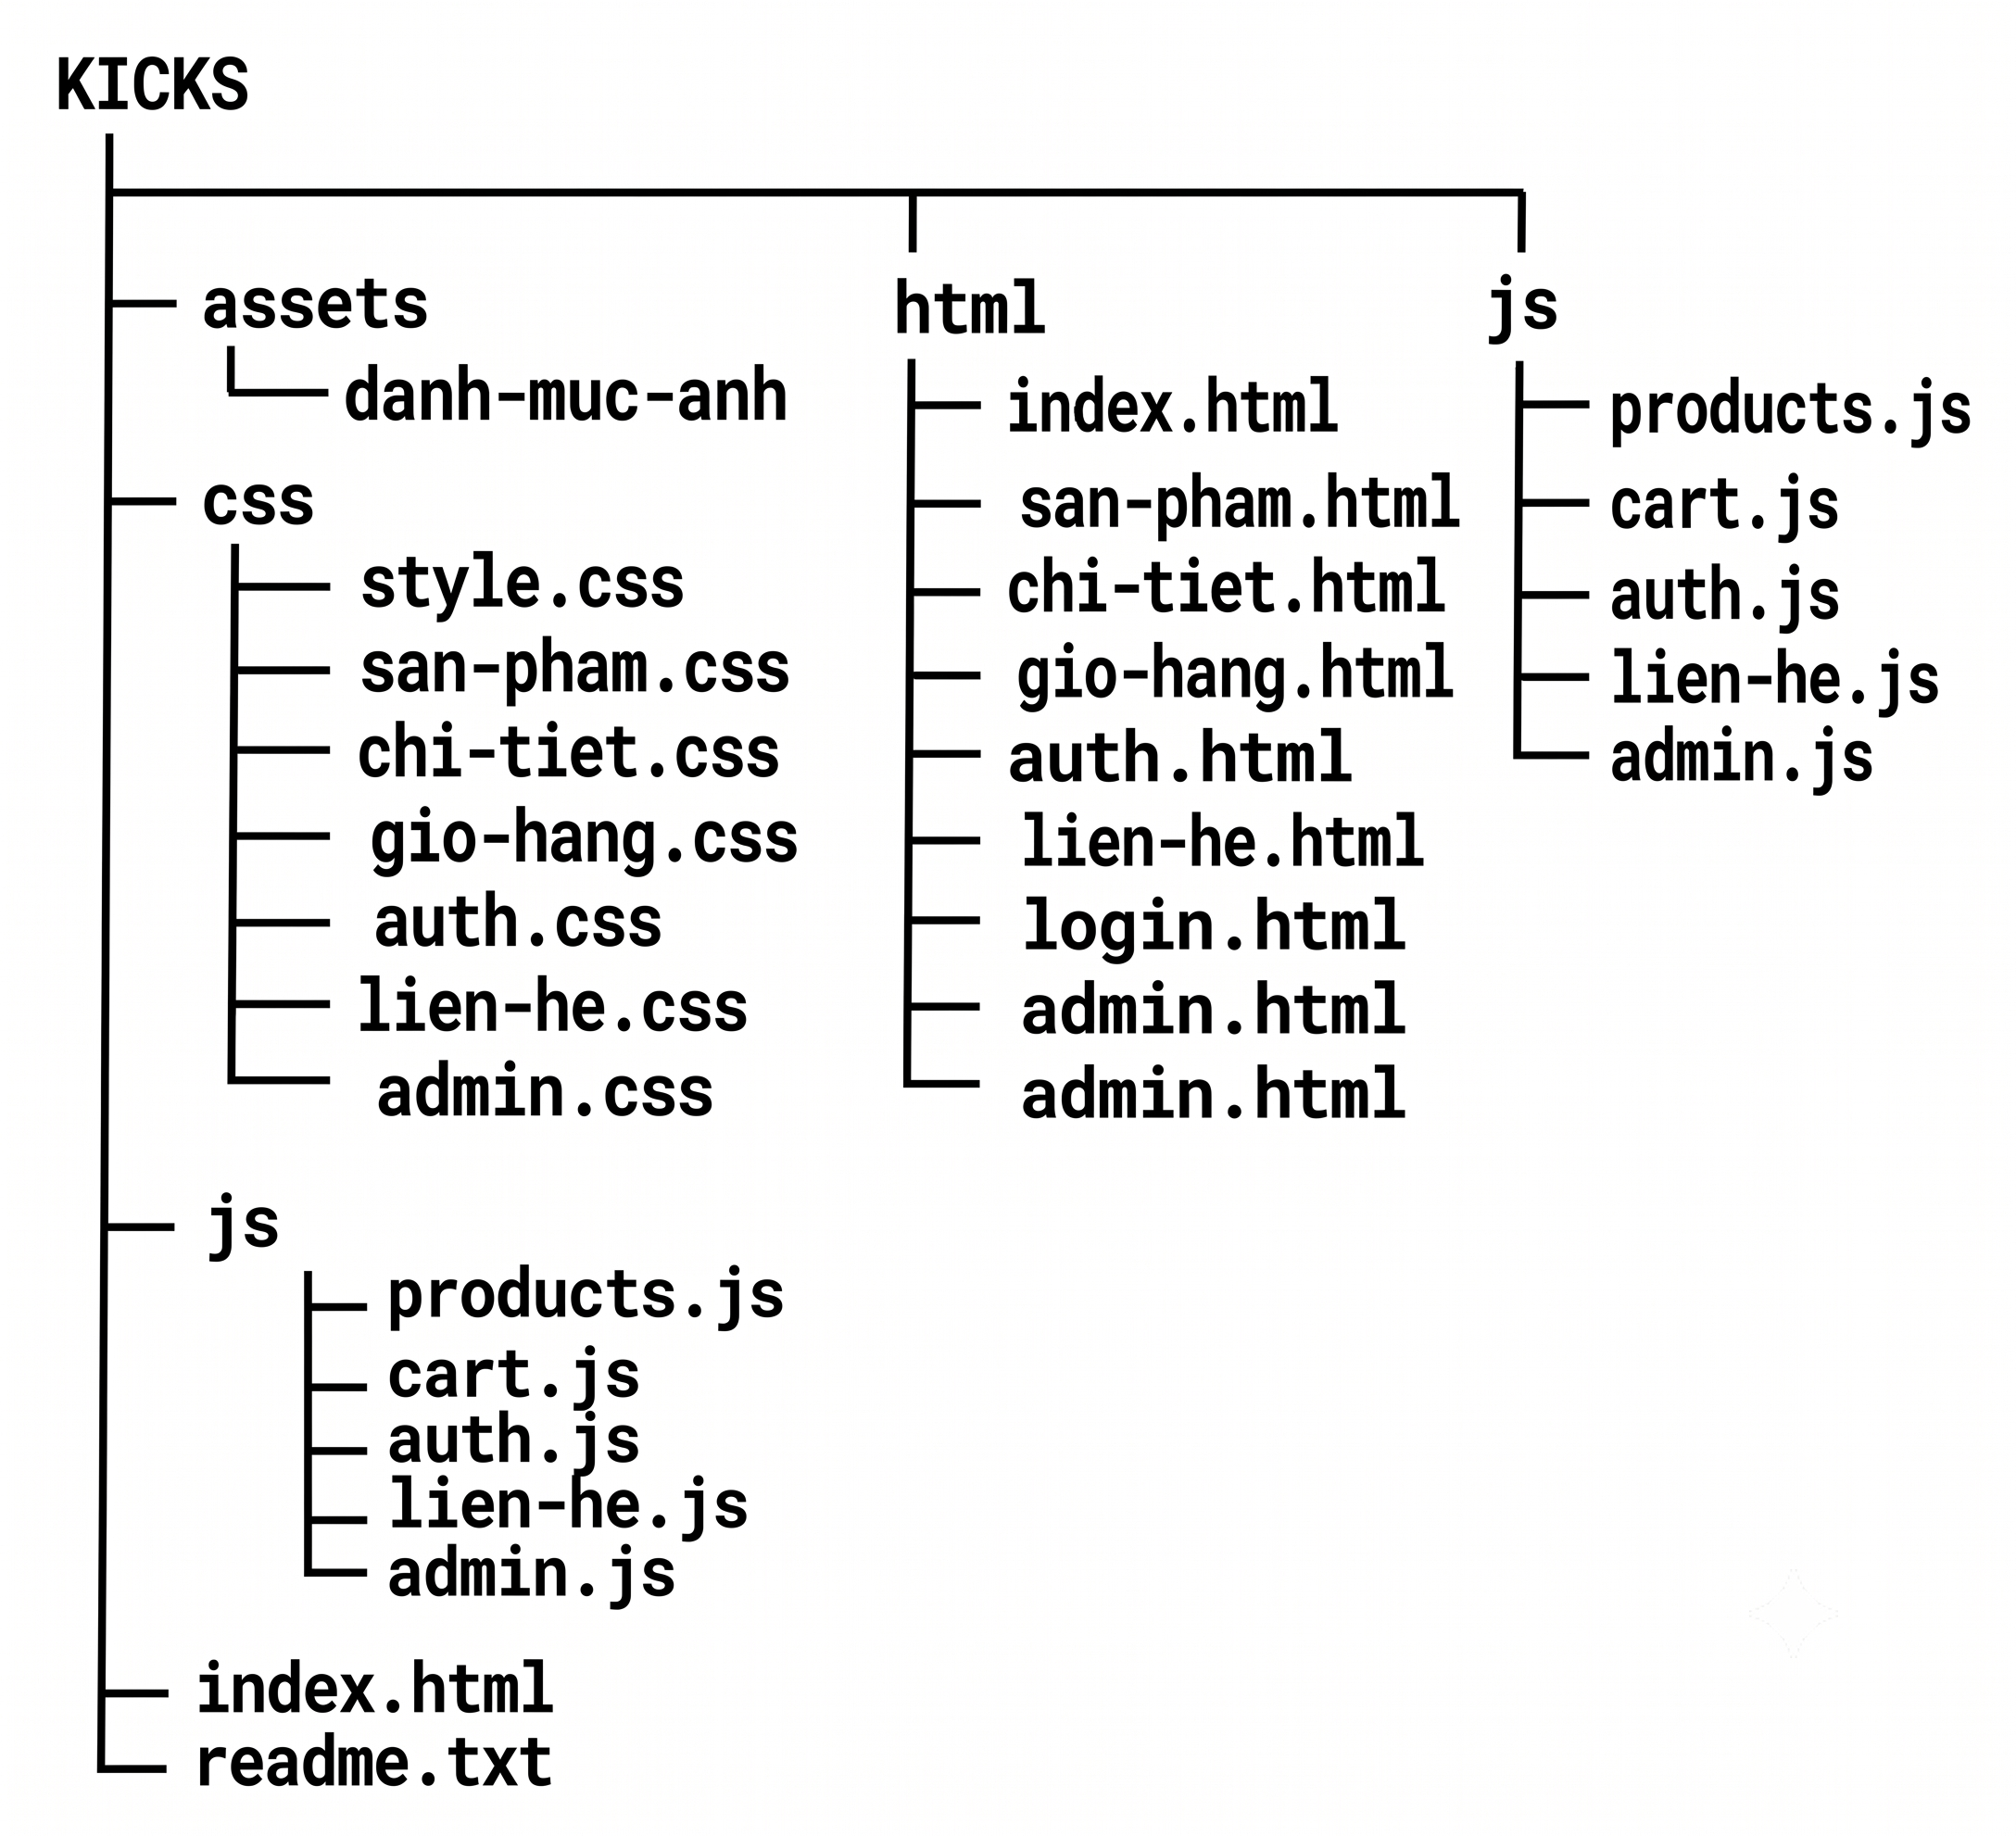 KICKS
assets
danh-muc-anh
css
style.css
san-pham.css
chi-tiet.css
gio-hang.css
auth.css
lien-he.css
admin.css
js
products.js
cart.js
auth.js
lien-he.js
admin.js
index.html
readme.txt
html
index.html
san-pham.html
chi-tiet.html
gio-hang.html
auth.html
lien-he.html
login.html
admin.html
admin.html
js
products.js
cart.js
auth.js
lien-he.js
admin.js